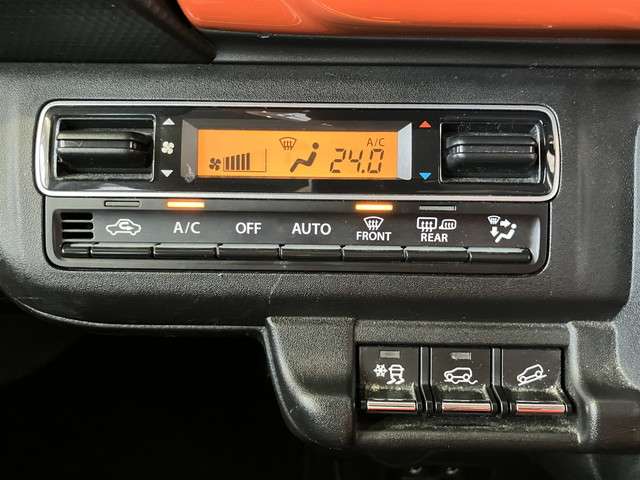 A/C
24.0
A/C OFF AUTO FRONT REAR